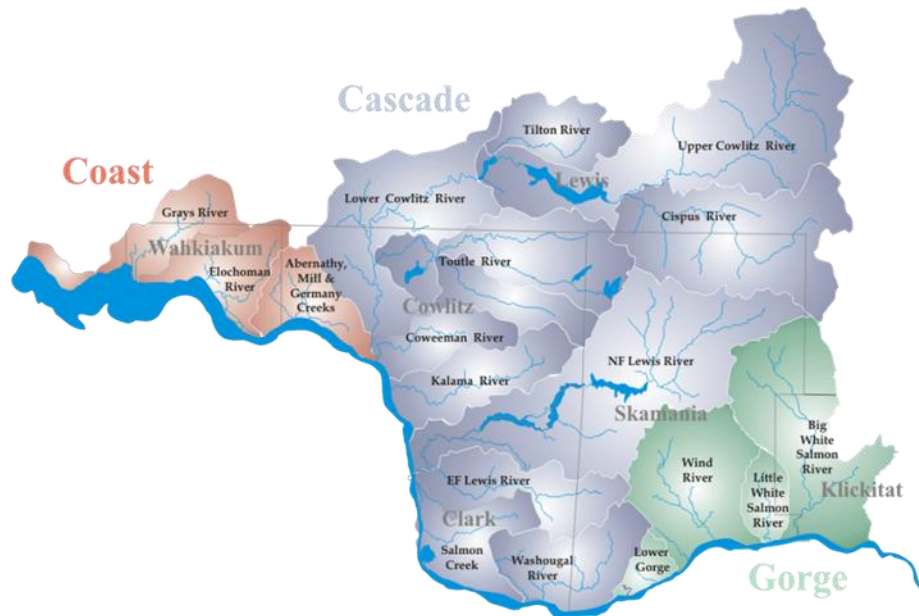 Cascade
Tilton River
Upper Cowlitz River
Coast
Lewis
Lower Cowlitz River
Grays River
Cispus River
Wahkiakum
Elochoman
River
Abernathy,
Mill &
Germany
Creeks
Toutle River
Cowlitz
Coweeman River
NF Lewis River
Kalama River
Skamania
Big
White
Salmon
River
Wind
River
EF Lewis River
Little
White
Salmon
River
Klickitat
Clark
Salmon
Creek
Washougal
River
Lower
Gorge
Gorge